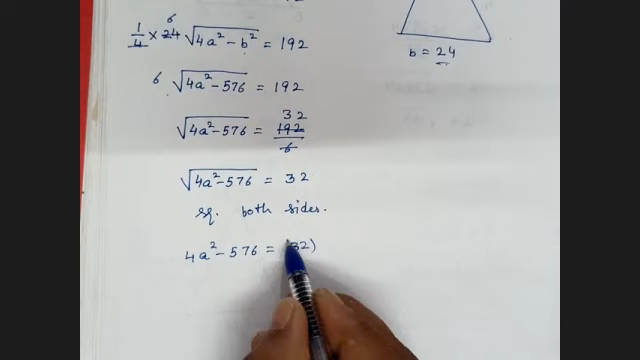 6
1/4 × 24 √4a² − b² = 192
b = 24
6 √4a² − 576 = 192
32
√4a² − 576 = 192/6
√4a² − 576 = 32
sq. both sides.
4a² − 576 = 32)